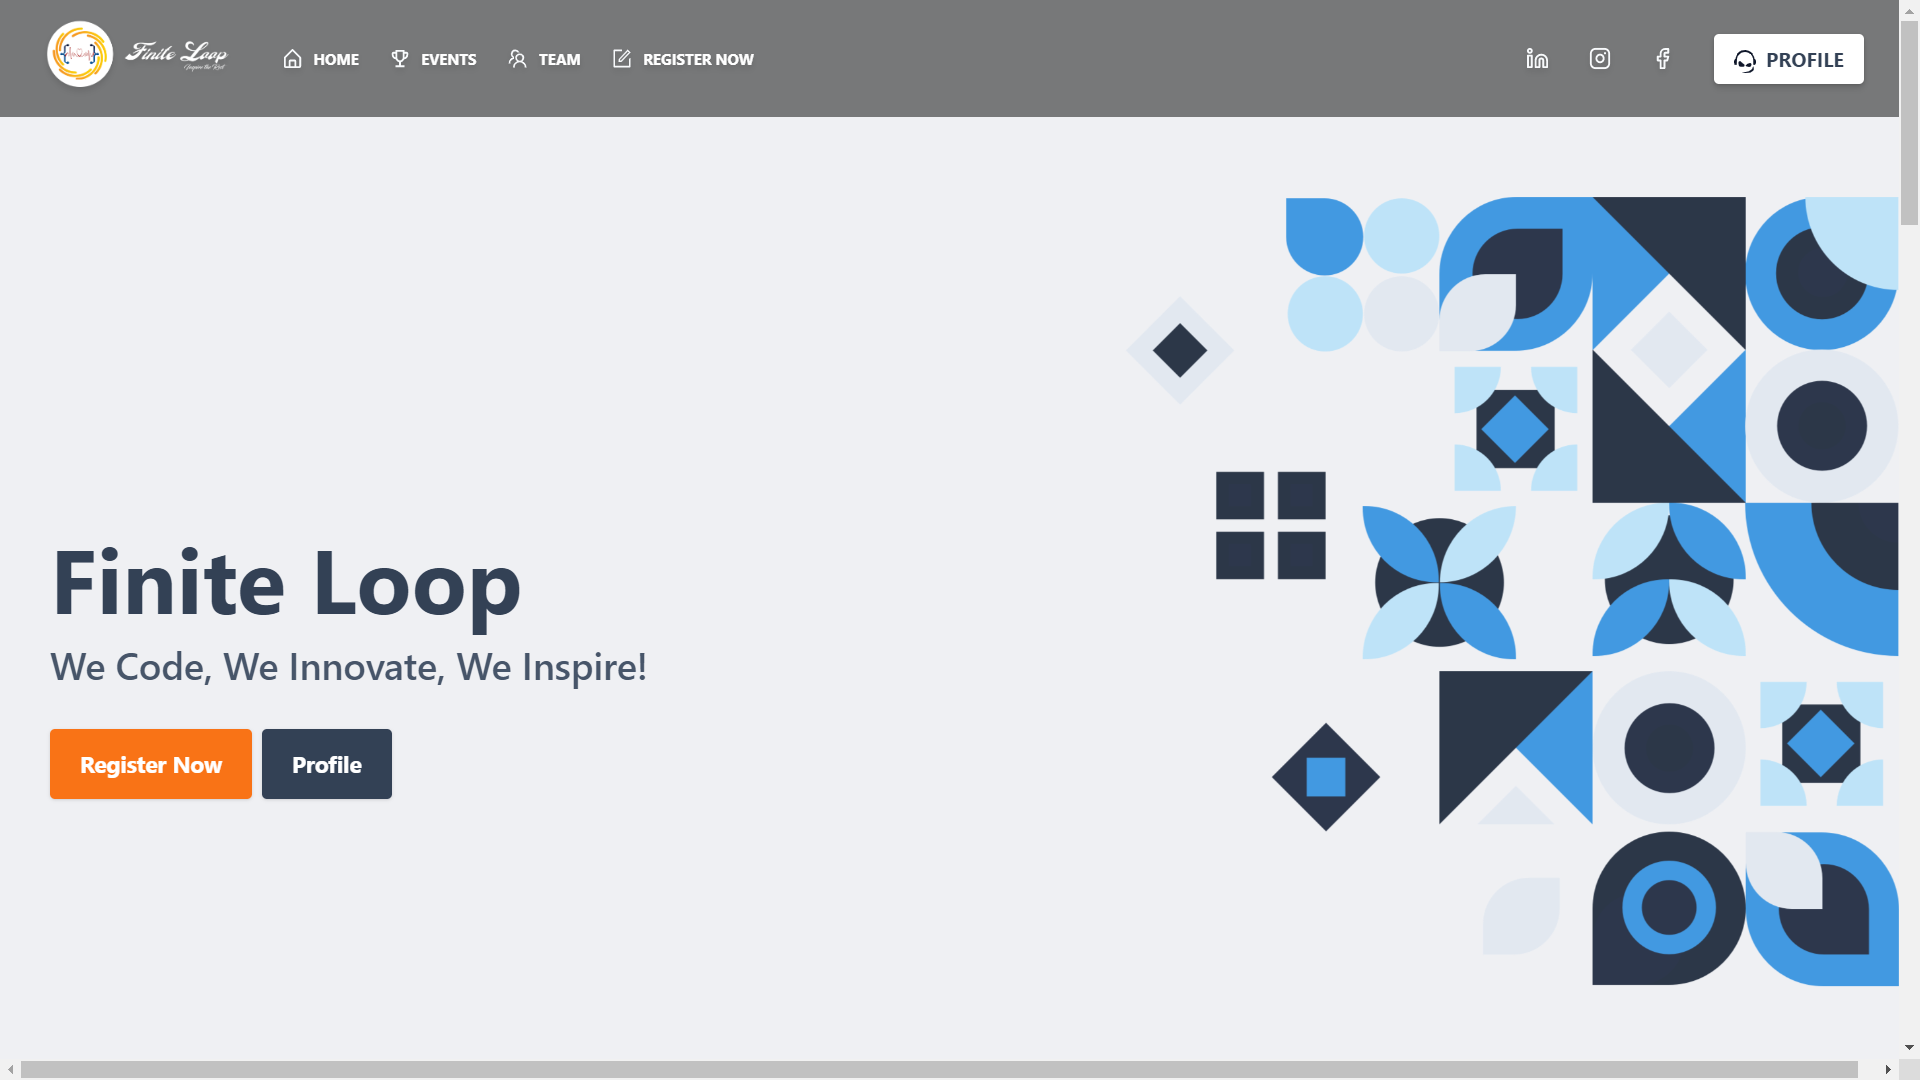 Finite Loop
HOME
EVENTS
TEAM
REGISTER NOW
PROFILE
Finite Loop
We Code, We Innovate, We Inspire!
Register Now
Profile